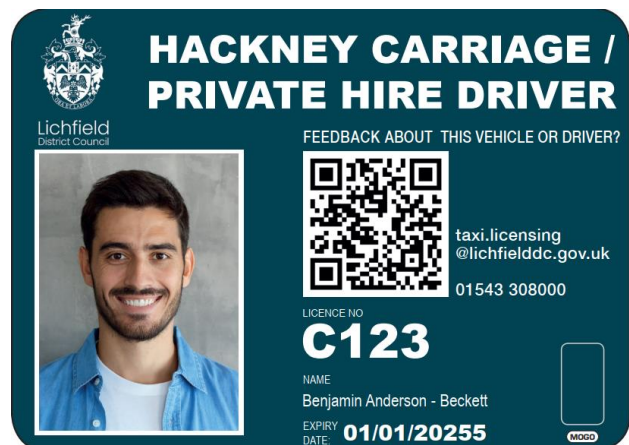 HACKNEY CARRIAGE /
PRIVATE HIRE DRIVER
Lichfield
District Council
FEEDBACK ABOUT THIS VEHICLE OR DRIVER?
taxi.licensing
@lichfielddc.gov.uk
01543 308000
LICENCE NO
C123
NAME
Benjamin Anderson - Beckett
EXPIRY
DATE: 01/01/20255
MOGO